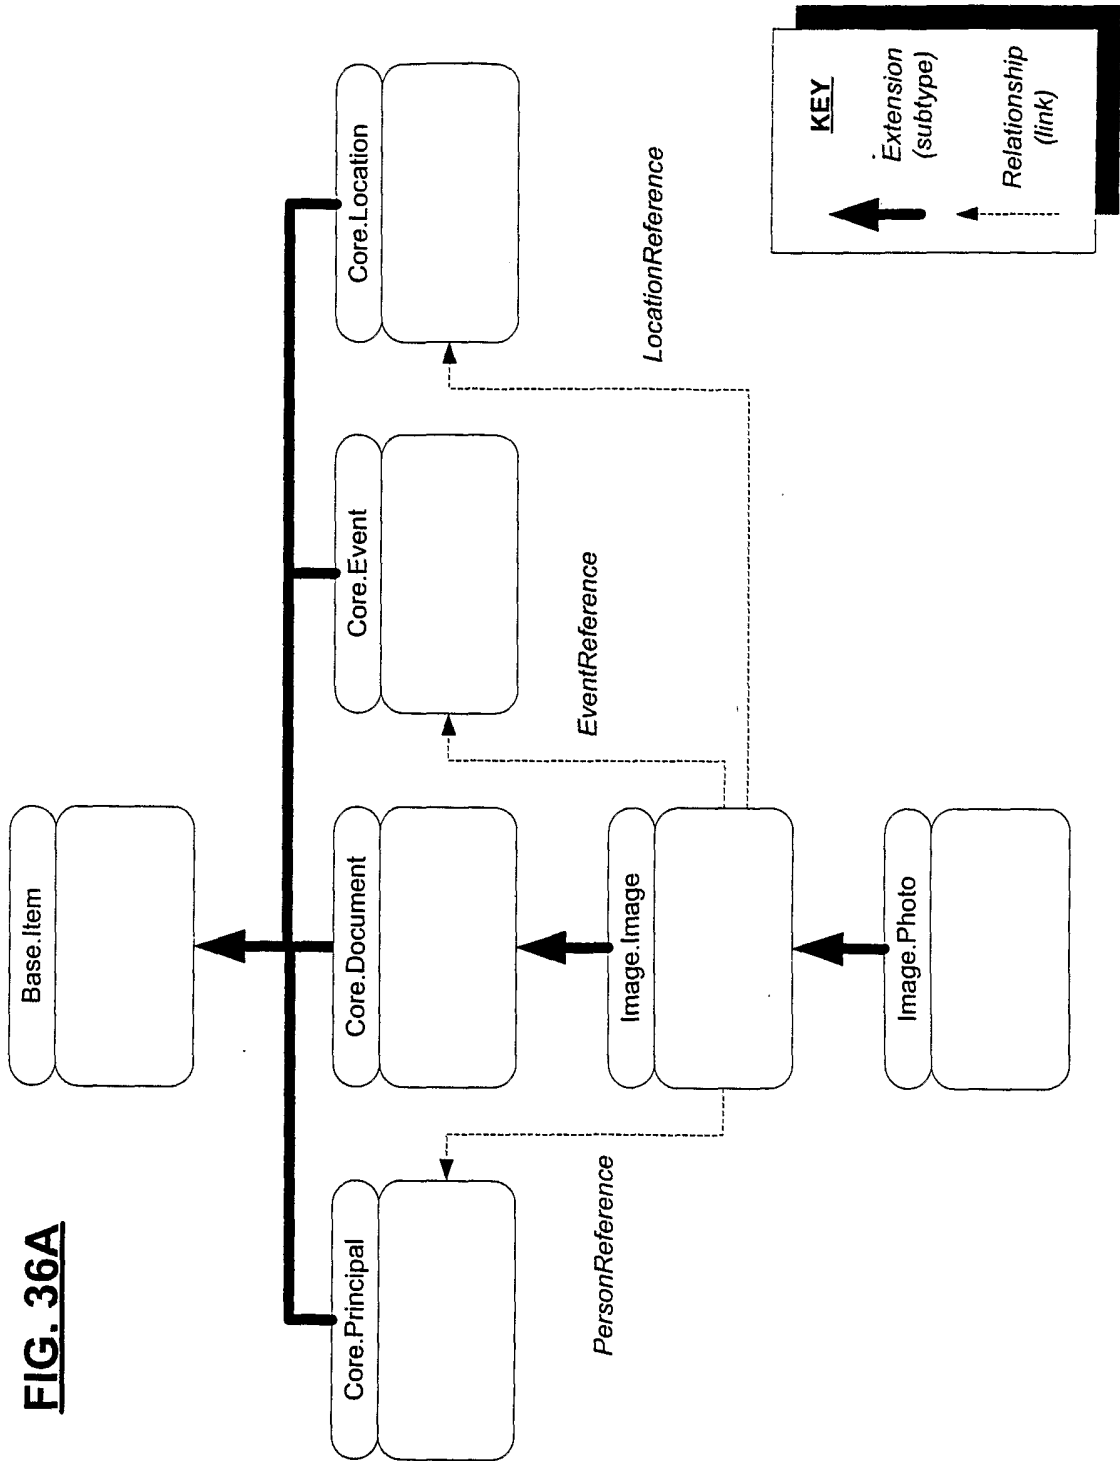 FIG. 36A
Base.Item
Core.Principal
Core.Document
Core.Event
Core.Location
PersonReference
EventReference
LocationReference
Image.Image
Image.Photo
KEY
Extension
(subtype)
Relationship
(link)